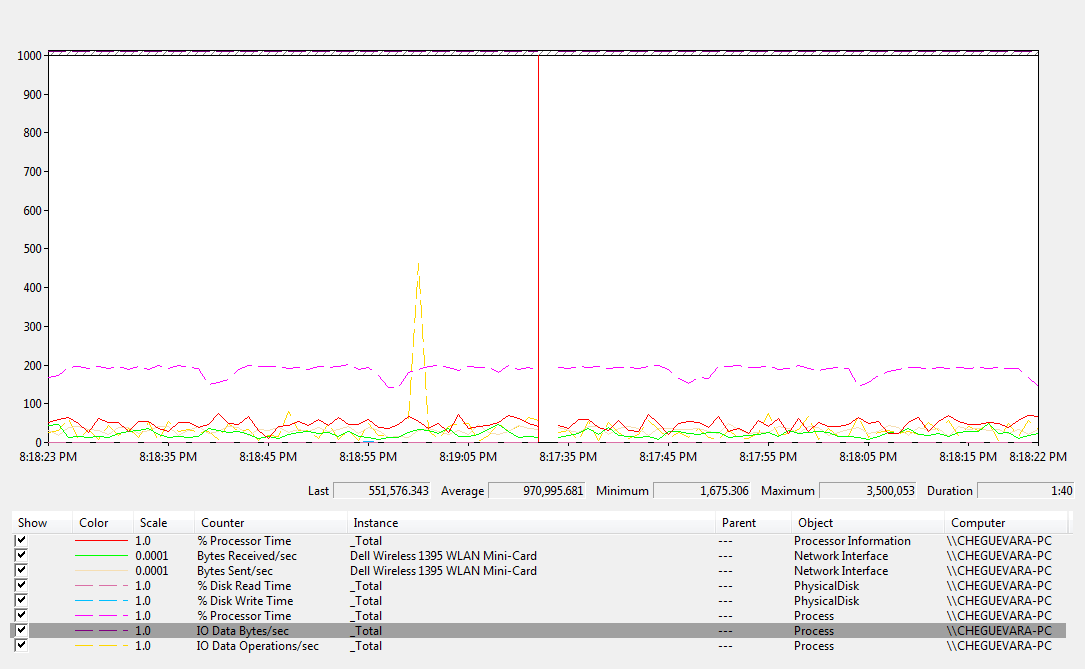 1000
900
800
700
600
500
400
300
200
100
0
8:18:23 PM 8:18:35 PM 8:18:45 PM 8:18:55 PM 8:19:05 PM 8:17:35 PM 8:17:45 PM 8:17:55 PM 8:18:05 PM 8:18:15 PM 8:18:22 PM
Last 551,576.343 Average 970,995.681 Minimum 1,675.306 Maximum 3,500,053 Duration 1:40
Show Color Scale Counter Instance Parent Object Computer
1.0 % Processor Time _Total --- Processor Information \\CHEGUEVARA-PC
0.0001 Bytes Received/sec Dell Wireless 1395 WLAN Mini-Card --- Network Interface \\CHEGUEVARA-PC
0.0001 Bytes Sent/sec Dell Wireless 1395 WLAN Mini-Card --- Network Interface \\CHEGUEVARA-PC
1.0 % Disk Read Time _Total --- PhysicalDisk \\CHEGUEVARA-PC
1.0 % Disk Write Time _Total --- PhysicalDisk \\CHEGUEVARA-PC
1.0 % Processor Time _Total --- Process \\CHEGUEVARA-PC
1.0 IO Data Bytes/sec _Total --- Process \\CHEGUEVARA-PC
1.0 IO Data Operations/sec _Total --- Process \\CHEGUEVARA-PC